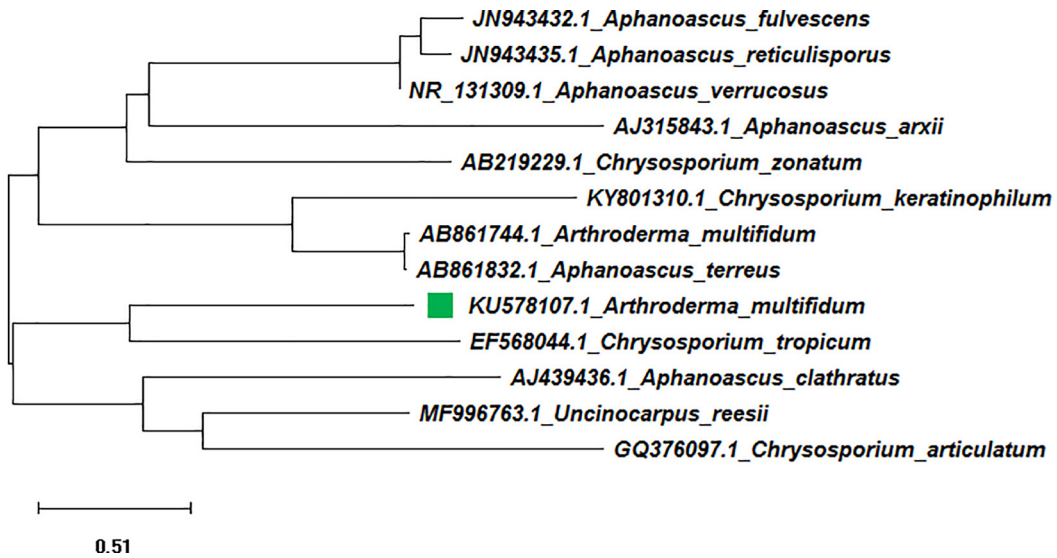 JN943432.1_Aphanoascus_fulvescens
JN943435.1_Aphanoascus_reticulisporus
NR_131309.1_Aphanoascus_verrucosus
AJ315843.1_Aphanoascus_arxii
AB219229.1_Chrysosporium_zonatum
KY801310.1_Chrysosporium_keratinophilum
AB861744.1_Arthroderma_multifidum
AB861832.1_Aphanoascus_terreus
KU578107.1_Arthroderma_multifidum
EF568044.1_Chrysosporium_tropicum
AJ439436.1_Aphanoascus_clathratus
MF996763.1_Uncinocarpus_reesii
GQ376097.1_Chrysosporium_articulatum
0.51